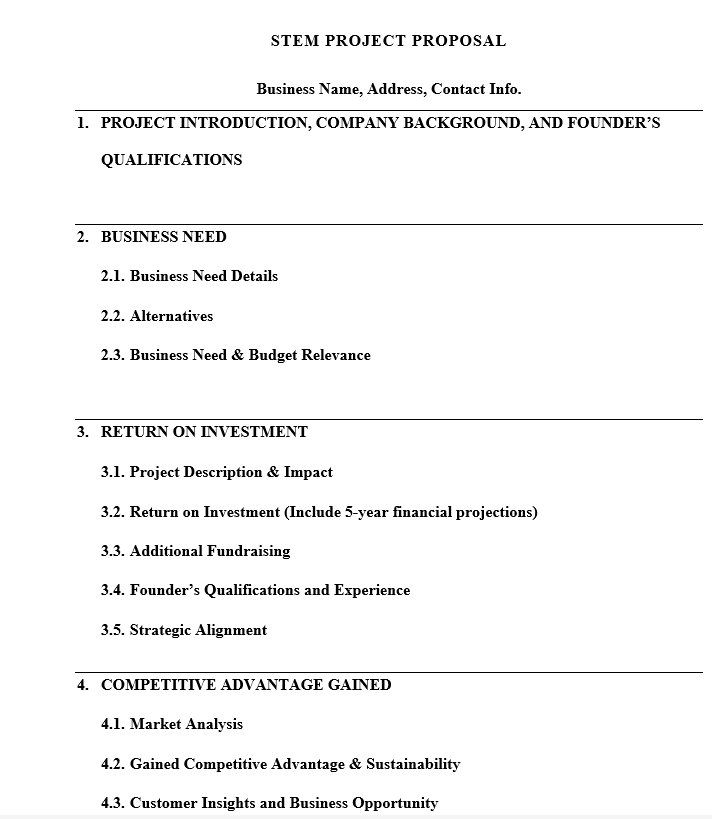 STEM PROJECT PROPOSAL
Business Name, Address, Contact Info.
1. PROJECT INTRODUCTION, COMPANY BACKGROUND, AND FOUNDER’S
QUALIFICATIONS
2. BUSINESS NEED
2.1. Business Need Details
2.2. Alternatives
2.3. Business Need & Budget Relevance
3. RETURN ON INVESTMENT
3.1. Project Description & Impact
3.2. Return on Investment (Include 5-year financial projections)
3.3. Additional Fundraising
3.4. Founder’s Qualifications and Experience
3.5. Strategic Alignment
4. COMPETITIVE ADVANTAGE GAINED
4.1. Market Analysis
4.2. Gained Competitive Advantage & Sustainability
4.3. Customer Insights and Business Opportunity